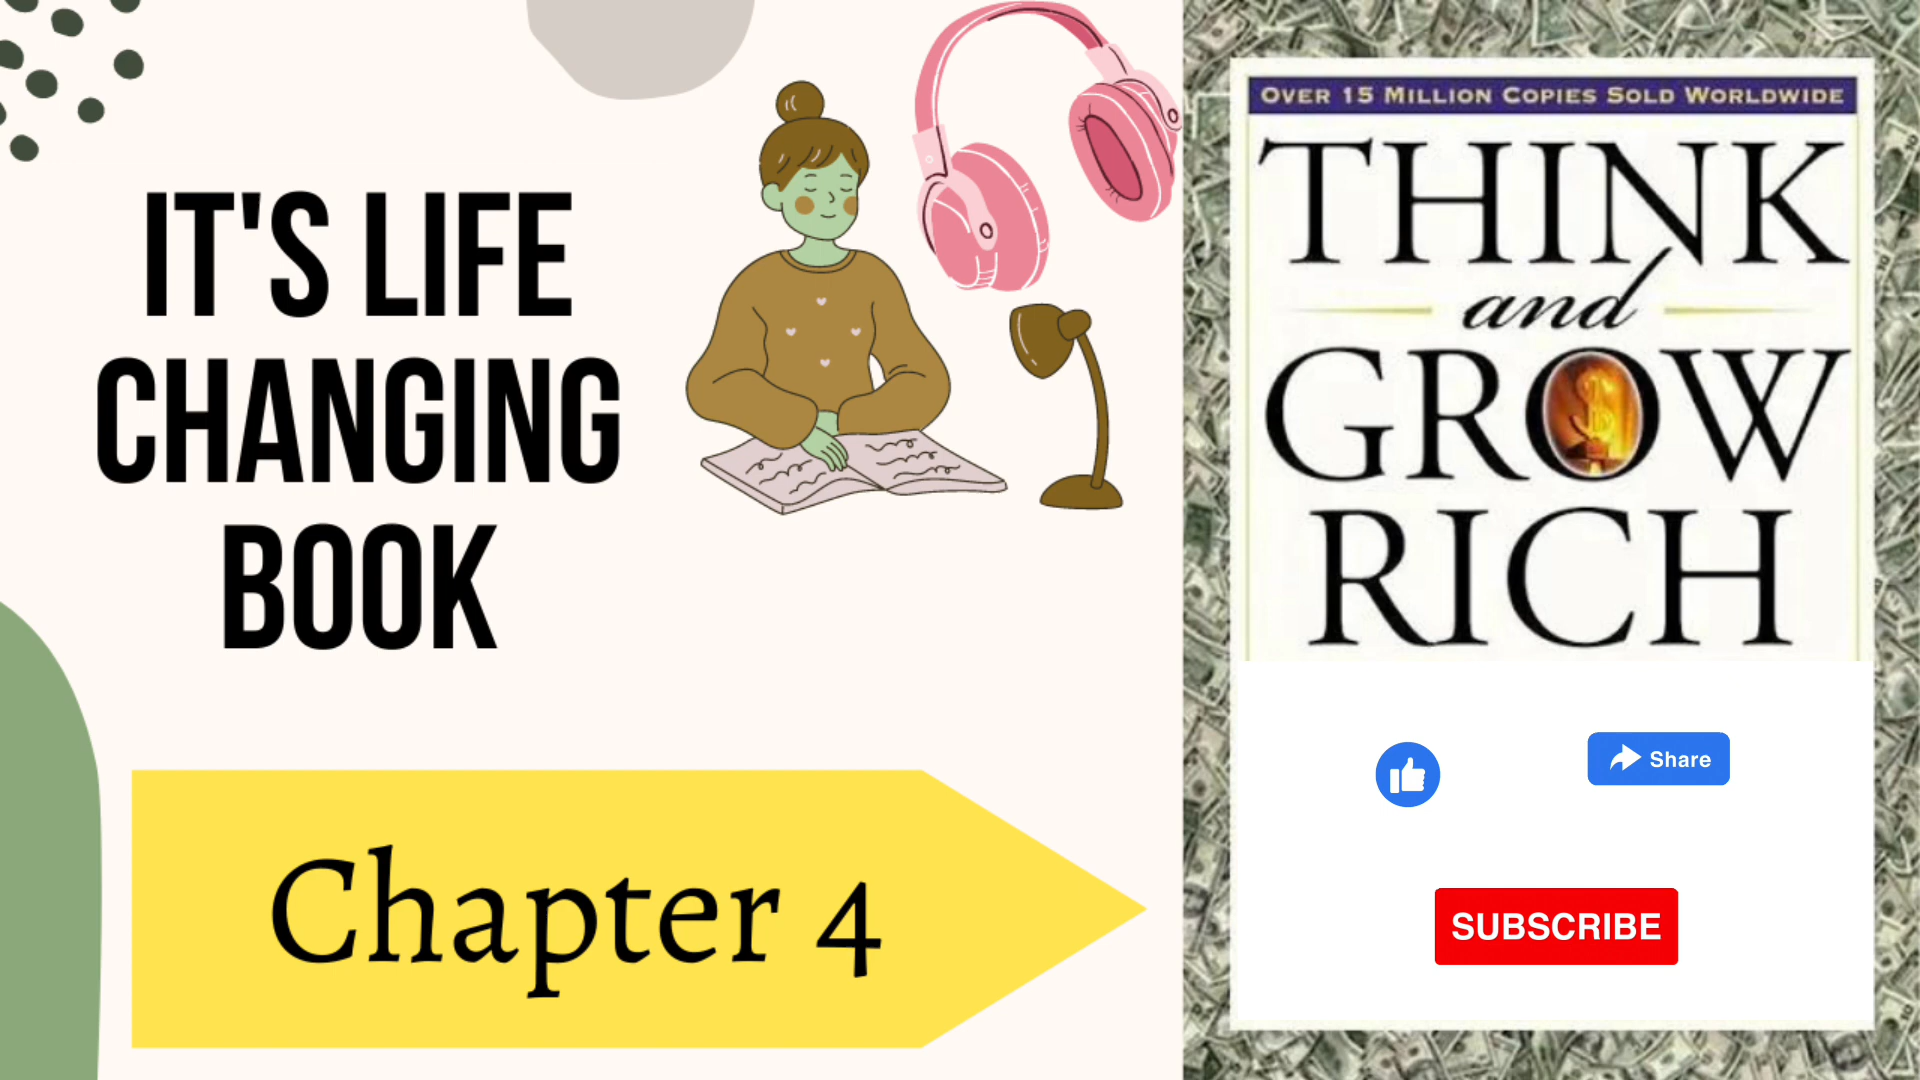 IT'S LIFE
CHANGING
BOOK
Chapter 4
OVER 15 MILLION COPIES SOLD WORLDWIDE
THINK
and
GROW
RICH
Share
SUBSCRIBE